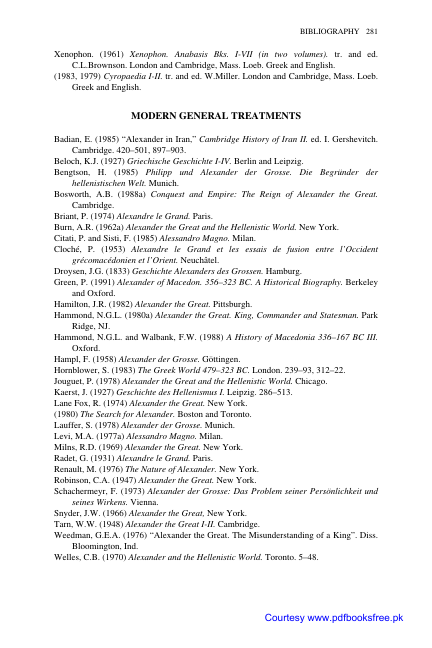 BIBLIOGRAPHY 281
Xenophon. (1961) Xenophon. Anabasis Bks. I-VII (in two volumes). tr. and ed.
C.L.Brownson. London and Cambridge, Mass. Loeb. Greek and English.
(1983, 1979) Cyropaedia I-II. tr. and ed. W.Miller. London and Cambridge, Mass. Loeb.
Greek and English.
MODERN GENERAL TREATMENTS
Badian, E. (1985) “Alexander in Iran,” Cambridge History of Iran II. ed. I. Gershevitch.
Cambridge. 420–501, 897–903.
Beloch, K.J. (1927) Griechische Geschichte I-IV. Berlin and Leipzig.
Bengtson, H. (1985) Philipp und Alexander der Grosse. Die Begründer der
hellenistischen Welt. Munich.
Bosworth, A.B. (1988a) Conquest and Empire: The Reign of Alexander the Great.
Cambridge.
Briant, P. (1974) Alexandre le Grand. Paris.
Burn, A.R. (1962a) Alexander the Great and the Hellenistic World. New York.
Citati, P. and Sisti, F. (1985) Alessandro Magno. Milan.
Cloché, P. (1953) Alexandre le Grand et les essais de fusion entre l’Occident
grécomacédonien et l’Orient. Neuchâtel.
Droysen, J.G. (1833) Geschichte Alexanders des Grossen. Hamburg.
Green, P. (1991) Alexander of Macedon. 356–323 BC. A Historical Biography. Berkeley
and Oxford.
Hamilton, J.R. (1982) Alexander the Great. Pittsburgh.
Hammond, N.G.L. (1980a) Alexander the Great. King, Commander and Statesman. Park
Ridge, NJ.
Hammond, N.G.L. and Walbank, F.W. (1988) A History of Macedonia 336–167 BC III.
Oxford.
Hampl, F. (1958) Alexander der Grosse. Göttingen.
Hornblower, S. (1983) The Greek World 479–323 BC. London. 239–93, 312–22.
Jouguet, P. (1978) Alexander the Great and the Hellenistic World. Chicago.
Kaerst, J. (1927) Geschichte des Hellenismus I. Leipzig. 286–513.
Lane Fox, R. (1974) Alexander the Great. New York.
(1980) The Search for Alexander. Boston and Toronto.
Lauffer, S. (1978) Alexander der Grosse. Munich.
Levi, M.A. (1977a) Alessandro Magno. Milan.
Milns, R.D. (1969) Alexander the Great. New York.
Radet, G. (1931) Alexandre le Grand. Paris.
Renault, M. (1976) The Nature of Alexander. New York.
Robinson, C.A. (1947) Alexander the Great. New York.
Schachermeyr, F. (1973) Alexander der Grosse: Das Problem seiner Persönlichkeit und
seines Wirkens. Vienna.
Snyder, J.W. (1966) Alexander the Great, New York.
Tarn, W.W. (1948) Alexander the Great I-II. Cambridge.
Weedman, G.E.A. (1976) “Alexander the Great. The Misunderstanding of a King”. Diss.
Bloomington, Ind.
Welles, C.B. (1970) Alexander and the Hellenistic World. Toronto. 5–48.
Courtesy www.pdfbooksfree.pk